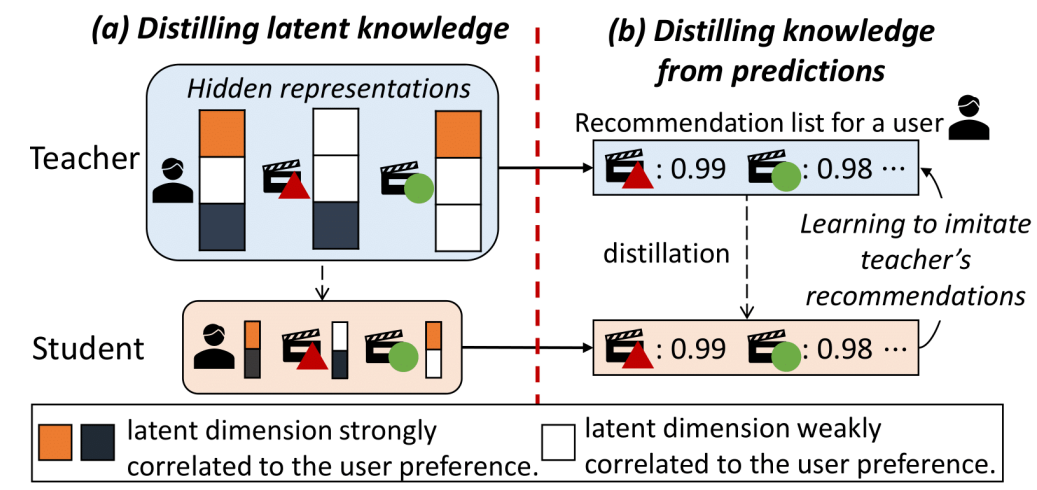 (a) Distilling latent knowledge
(b) Distilling knowledge
from predictions
Hidden representations
Teacher
Recommendation list for a user
: 0.99 : 0.98 ···
distillation
Learning to imitate
teacher's
recommendations
Student
: 0.99 : 0.98 ···
latent dimension strongly
correlated to the user preference.
latent dimension weakly
correlated to the user preference.